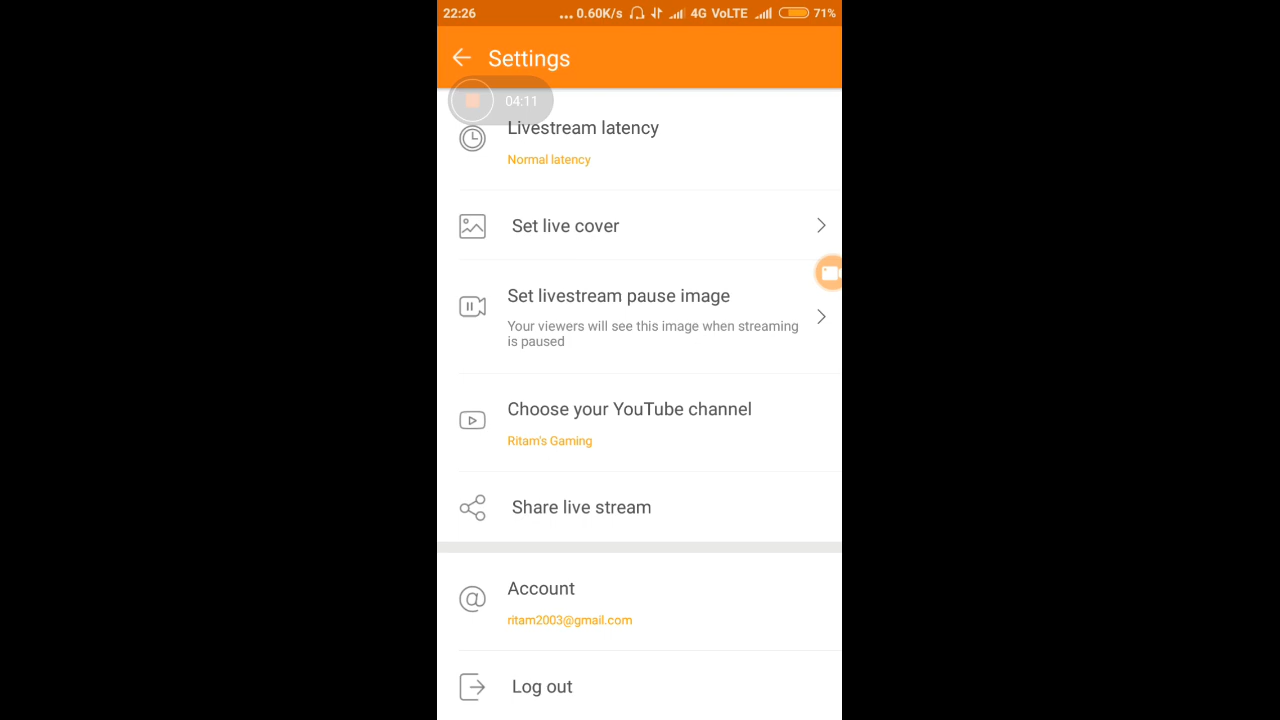 22:26 ... 0.60K/s 4G VoLTE 71%
Settings
04:11
Livestream latency
Normal latency
Set live cover
Set livestream pause image
Your viewers will see this image when streaming
is paused
Choose your YouTube channel
Ritam's Gaming
Share live stream
Account
ritam2003@gmail.com
Log out